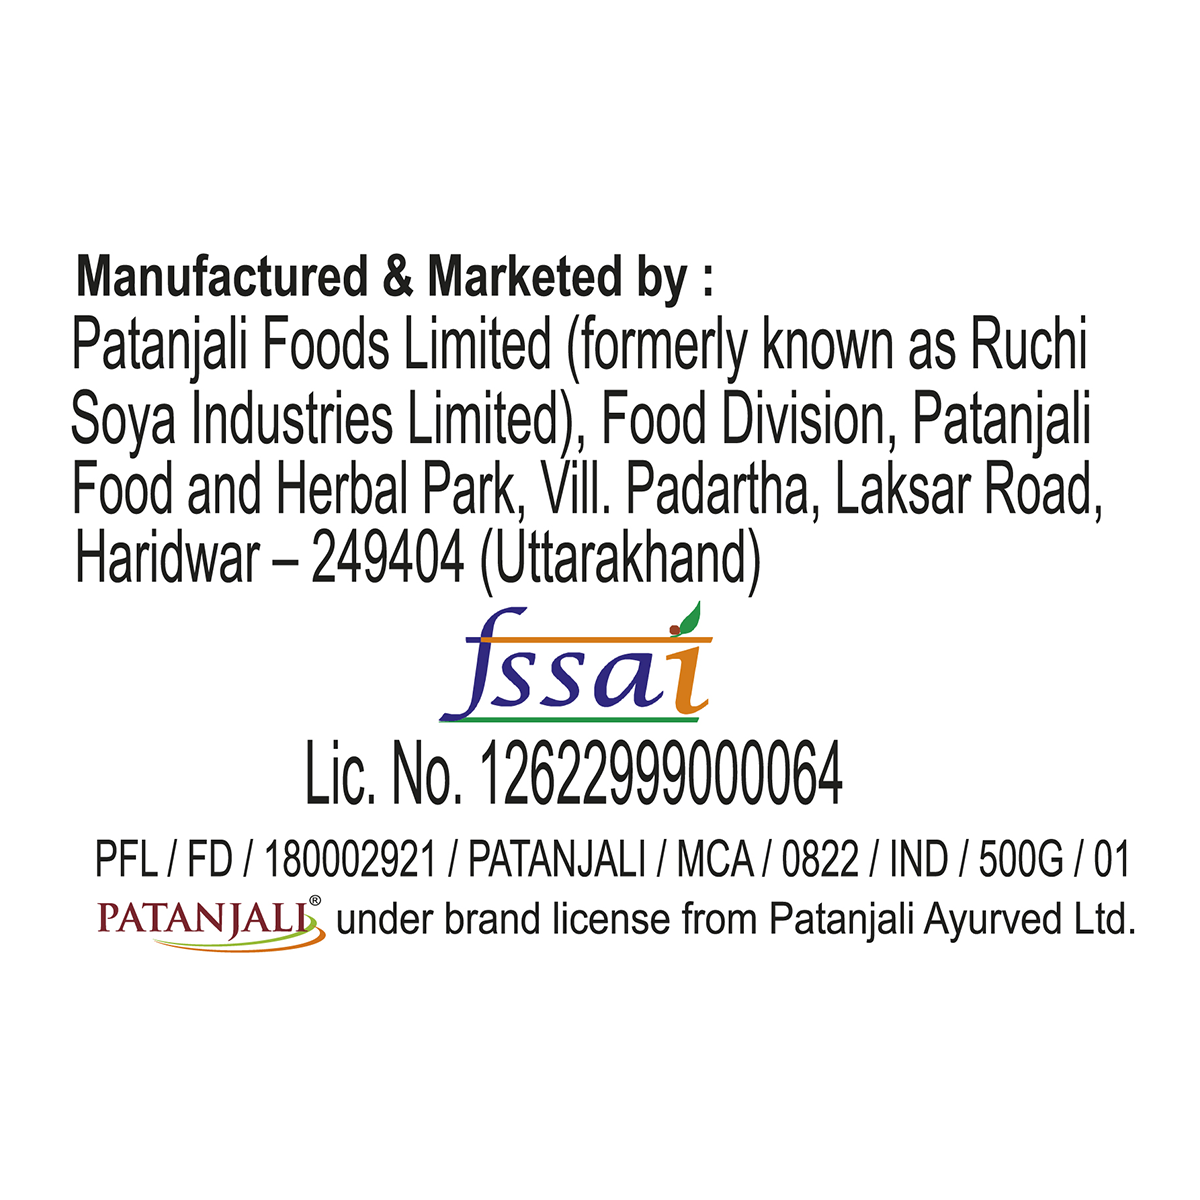 Manufactured & Marketed by :
Patanjali Foods Limited (formerly known as Ruchi
Soya Industries Limited), Food Division, Patanjali
Food and Herbal Park, Vill. Padartha, Laksar Road,
Haridwar – 249404 (Uttarakhand)
fssai
Lic. No. 12622999000064
PFL / FD / 180002921 / PATANJALI / MCA / 0822 / IND / 500G / 01
PATANJALI® under brand license from Patanjali Ayurved Ltd.